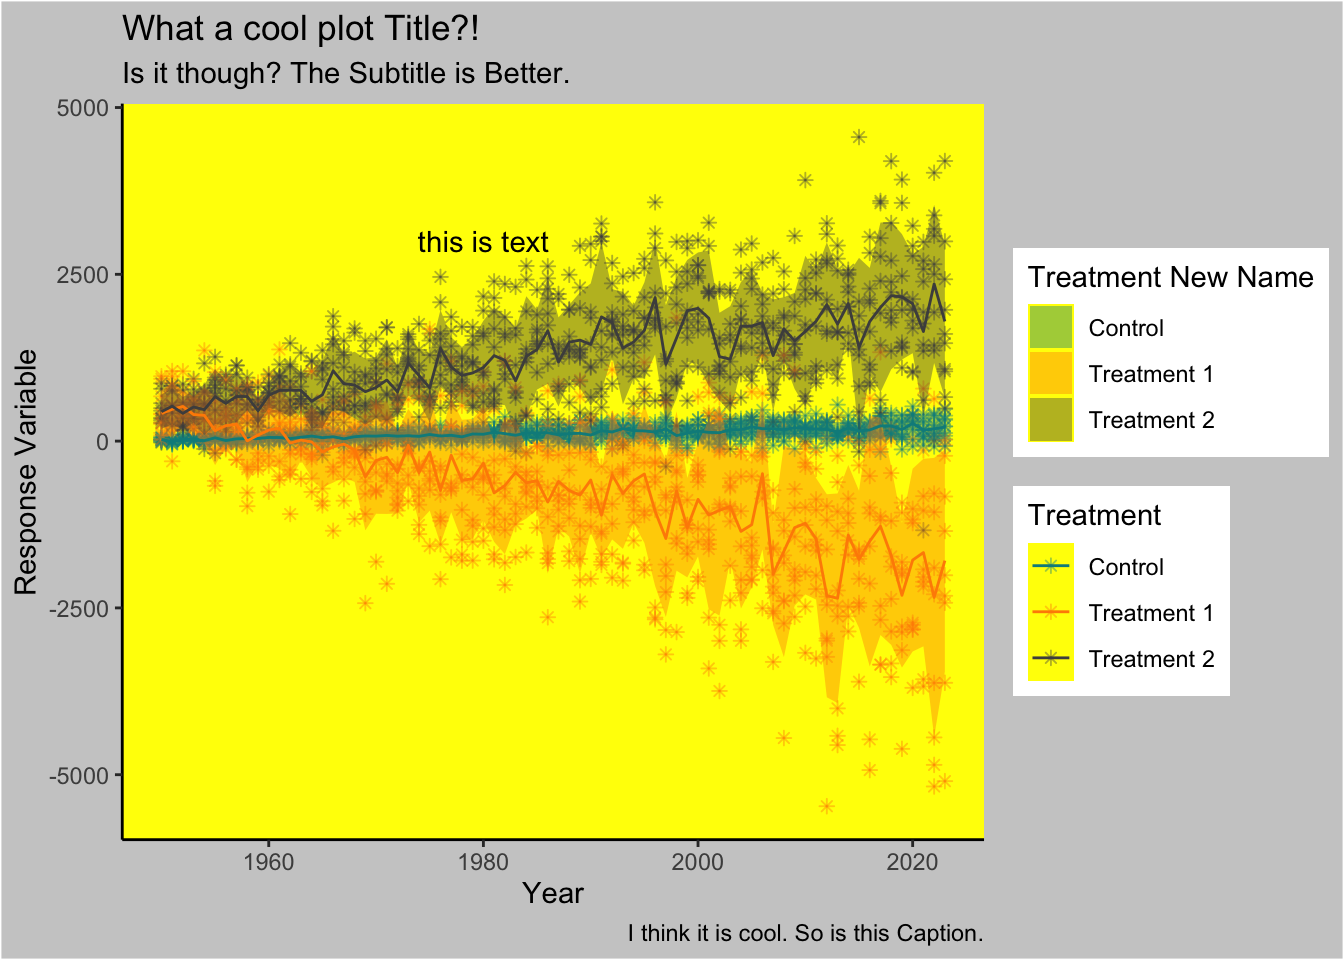 What a cool plot Title?!
Is it though? The Subtitle is Better.
5000
2500
0
-2500
-5000
Response Variable
this is text
1960
1980
2000
2020
Year
I think it is cool. So is this Caption.
Treatment New Name
Control
Treatment 1
Treatment 2
Treatment
Control
Treatment 1
Treatment 2